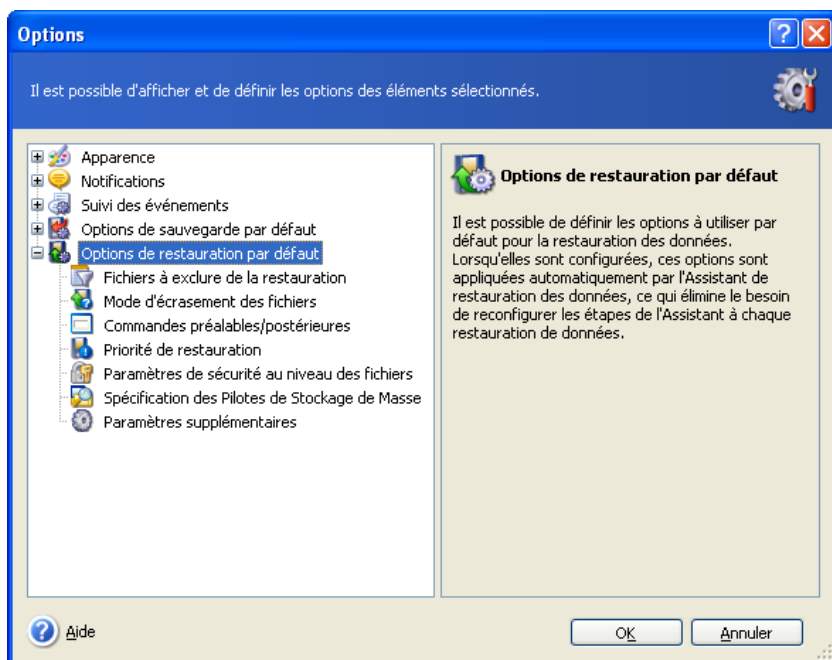 Options
Il est possible d'afficher et de définir les options des éléments sélectionnés.
Apparence
Notifications
Suivi des événements
Options de sauvegarde par défaut
Options de restauration par défaut
Fichiers à exclure de la restauration
Mode d'écrasement des fichiers
Commandes préalables/postérieures
Priorité de restauration
Paramètres de sécurité au niveau des fichiers
Spécification des Pilotes de Stockage de Masse
Paramètres supplémentaires
Options de restauration par défaut
Il est possible de définir les options à utiliser par
défaut pour la restauration des données.
Lorsqu'elles sont configurées, ces options sont
appliquées automatiquement par l'Assistant de
restauration des données, ce qui élimine le besoin
de reconfigurer les étapes de l'Assistant à chaque
restauration de données.
Aide
OK
Annuler